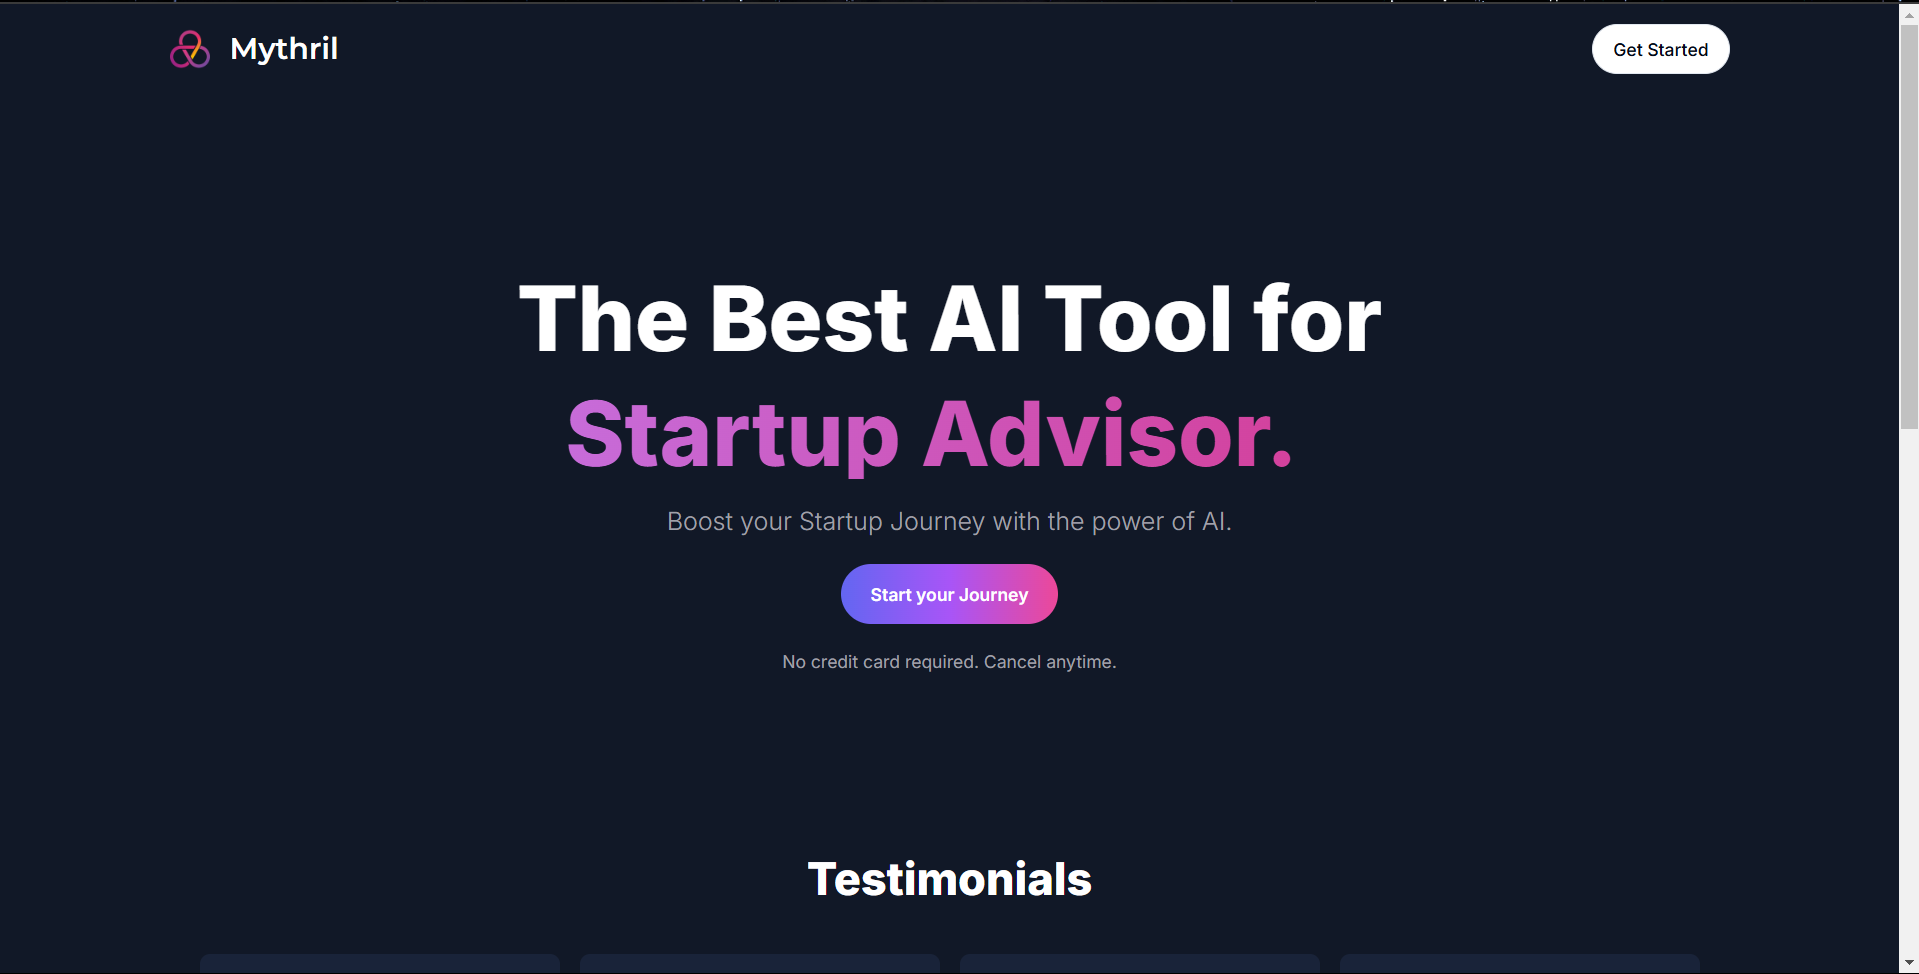 Mythril
Get Started
The Best AI Tool for
Startup Advisor.
Boost your Startup Journey with the power of AI.
Start your Journey
No credit card required. Cancel anytime.
Testimonials